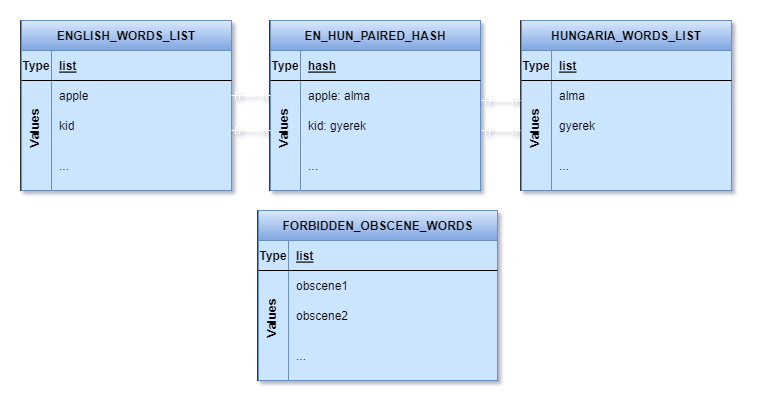 ENGLISH_WORDS_LIST
Type list
Values
apple
kid
...
EN_HUN_PAIRED_HASH
Type hash
Values
apple: alma
kid: gyerek
...
HUNGARIA_WORDS_LIST
Type list
Values
alma
gyerek
...
FORBIDDEN_OBSCENE_WORDS
Type list
Values
obscene1
obscene2
...